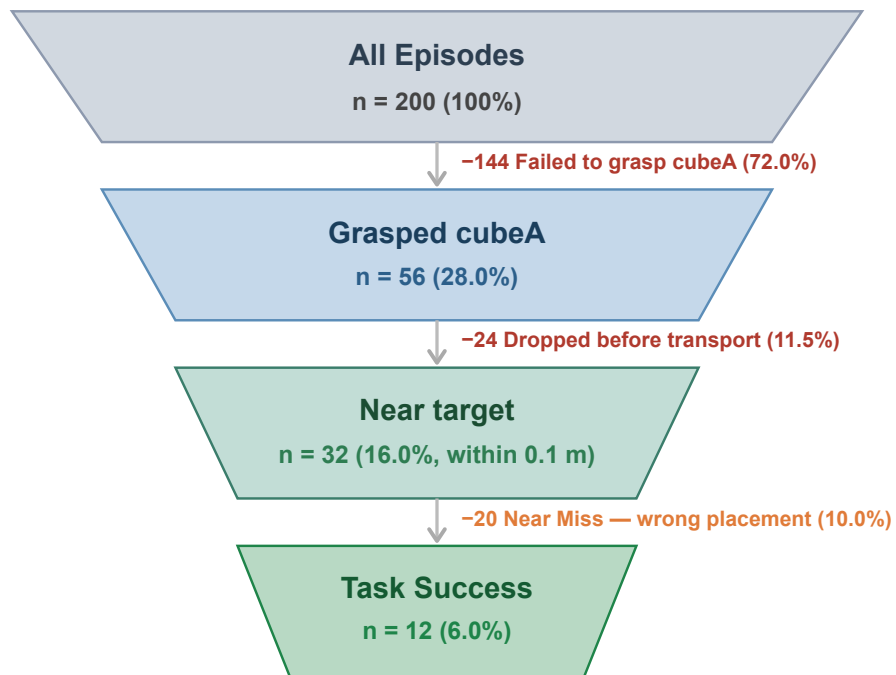 All Episodes
n = 200 (100%)
−144 Failed to grasp cubeA (72.0%)
Grasped cubeA
n = 56 (28.0%)
−24 Dropped before transport (11.5%)
Near target
n = 32 (16.0%, within 0.1 m)
−20 Near Miss — wrong placement (10.0%)
Task Success
n = 12 (6.0%)